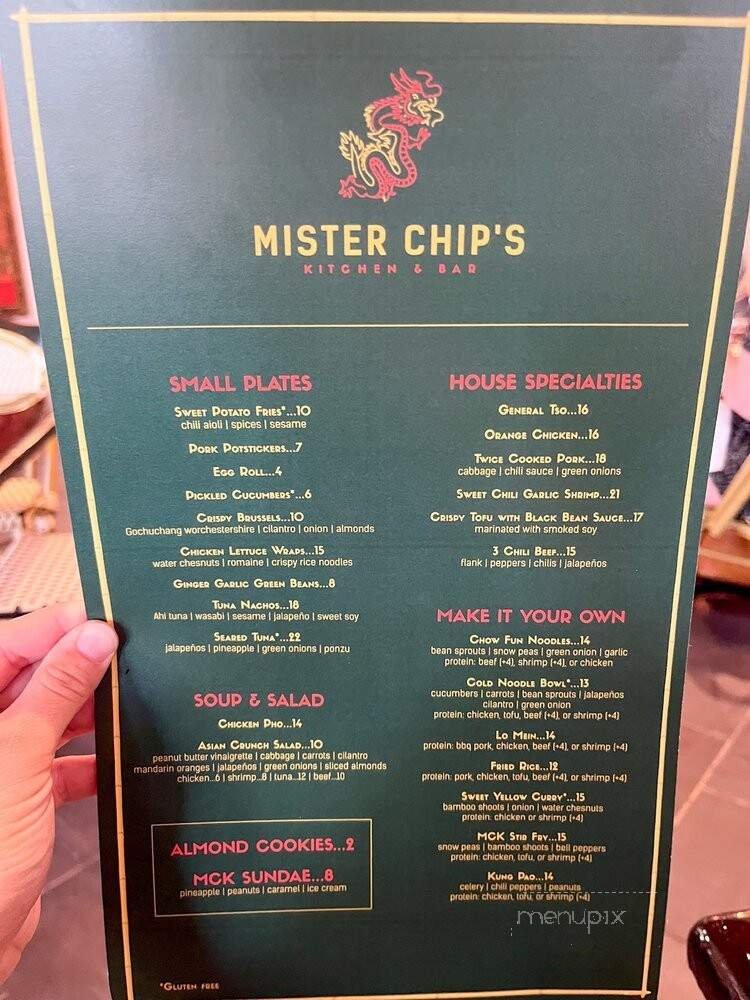 MISTER CHIP'S
KITCHEN & BAR
SMALL PLATES
Sweet Potato Fries*...10
chili aioli | spices | sesame
Pork Potstickers...7
Egg Roll...4
Pickled Cucumbers*...6
Crispy Brussels...10
Gochuchang worchestershire | cilantro | onion | almonds
Chicken Lettuce Wraps...15
water chesnuts | romaine | crispy rice noodles
Ginger Garlic Green Beans...8
Tuna Nachos...18
Ahi tuna | wasabi | sesame | jalapeño | sweet soy
Seared Tuna*...22
jalapeños | pineapple | green onions | ponzu
SOUP & SALAD
Chicken Pho...14
Asian Crunch Salad...10
peanut butter vinaigrette | cabbage | carrots | cilantro
mandarin oranges | jalapeños | green onions | sliced almonds
chicken...6 | shrimp...8 | tuna...12 | beef...10
ALMOND COOKIES...2
MCK SUNDAE...8
pineapple | peanuts | caramel | ice cream
*Gluten free
HOUSE SPECIALTIES
General Tso...16
Orange Chicken...16
Twice Cooked Pork...18
cabbage | chili sauce | green onions
Sweet Chili Garlic Shrimp...21
Crispy Tofu with Black Bean Sauce...17
marinated with smoked soy
3 Chili Beef...15
flank | peppers | chilis | jalapeños
MAKE IT YOUR OWN
Chow Fun Noodles...14
bean sprouts | snow peas | green onion | garlic
protein: beef (+4), shrimp (+4), or chicken
Cold Noodle Bowl*...13
cucumbers | carrots | bean sprouts | jalapeños
cilantro | green onion
protein: chicken, tofu, beef (+4), or shrimp (+4)
Lo Mein...14
protein: bbq pork, chicken, beef (+4), or shrimp (+4)
Fried Rice...12
protein: pork, chicken, tofu, beef (+4), or shrimp (+4)
Sweet Yellow Curry*...15
bamboo shoots | onion | water chesnuts
protein: chicken or shrimp (+4)
MCK Stir Fry...15
snow peas | bamboo shoots | bell peppers
protein: chicken, tofu, or shrimp (+4)
Kung Pao...14
celery | chili peppers | peanuts
protein: chicken, tofu, or shrimp (+4)
menupix